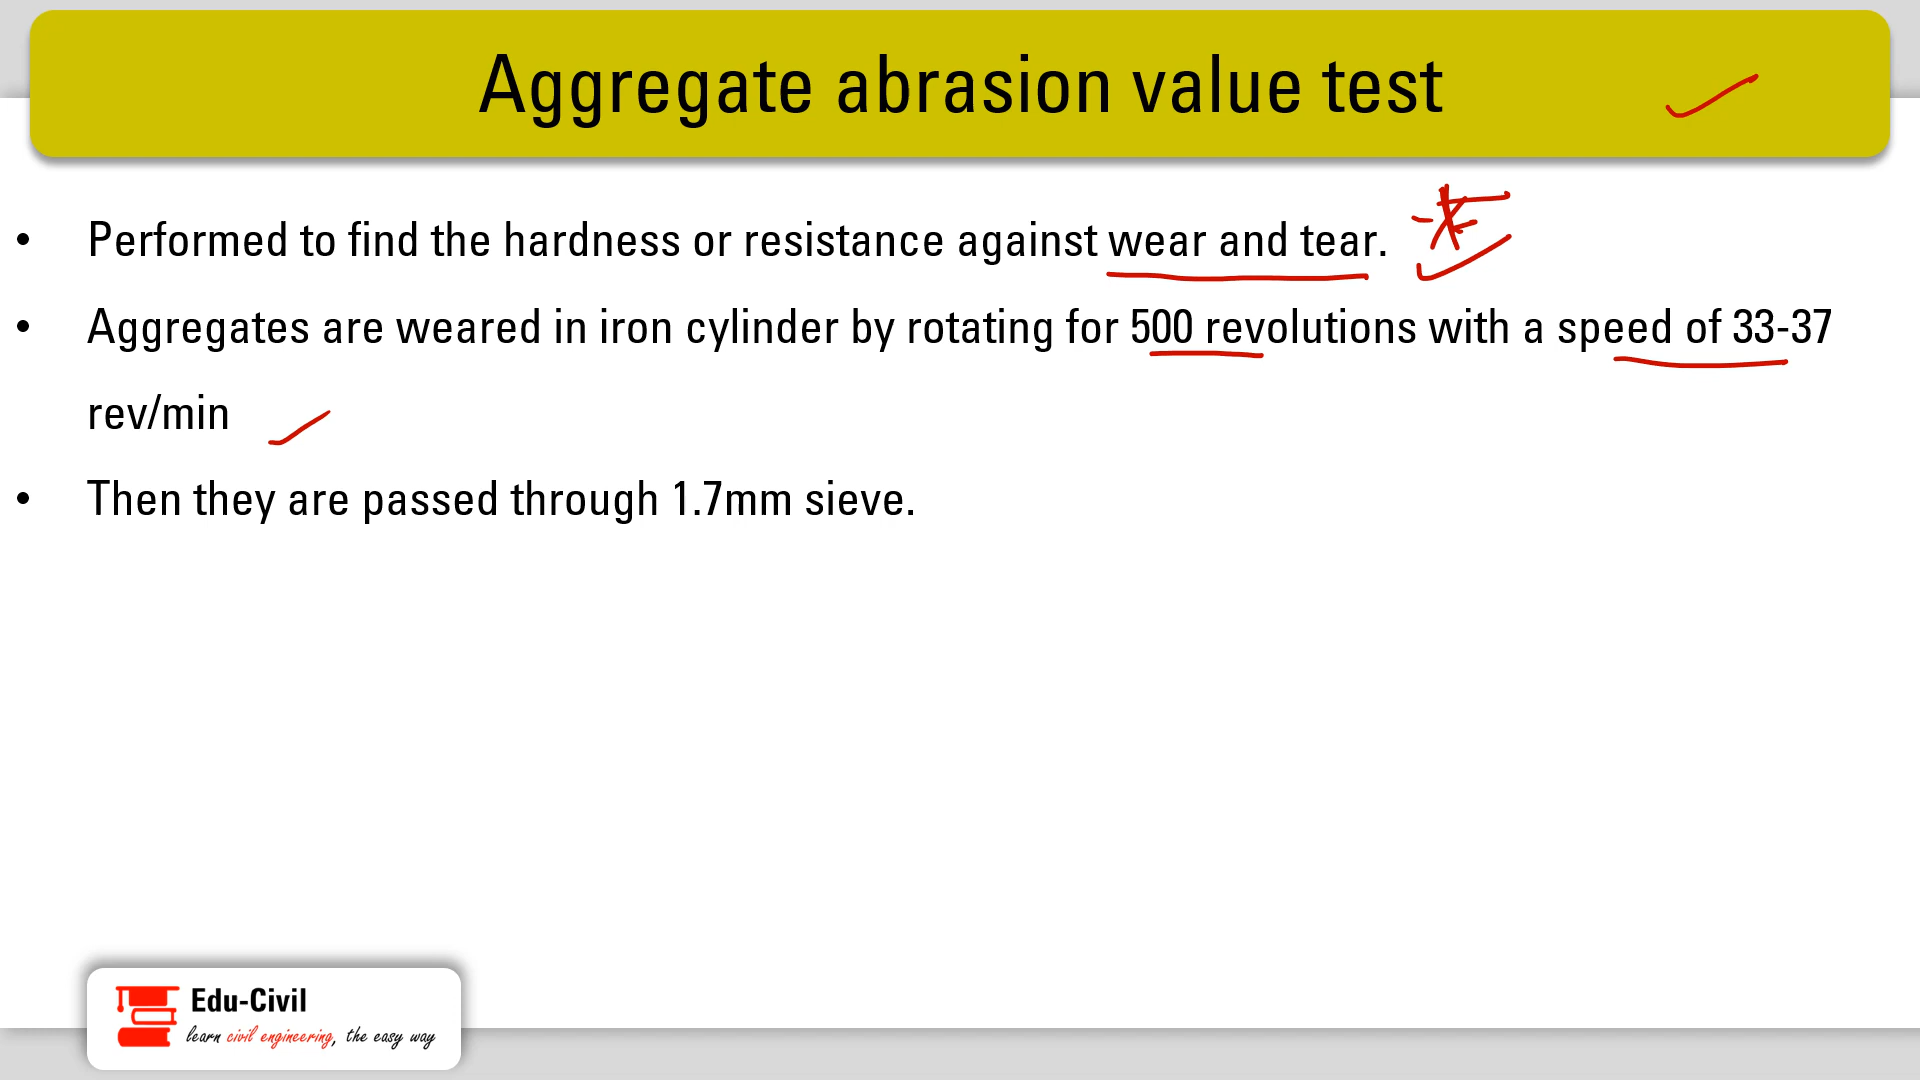 Aggregate abrasion value test
• Performed to find the hardness or resistance against wear and tear.
• Aggregates are weared in iron cylinder by rotating for 500 revolutions with a speed of 33-37
rev/min
• Then they are passed through 1.7mm sieve.
Edu-Civil
learn civil engineering, the easy way